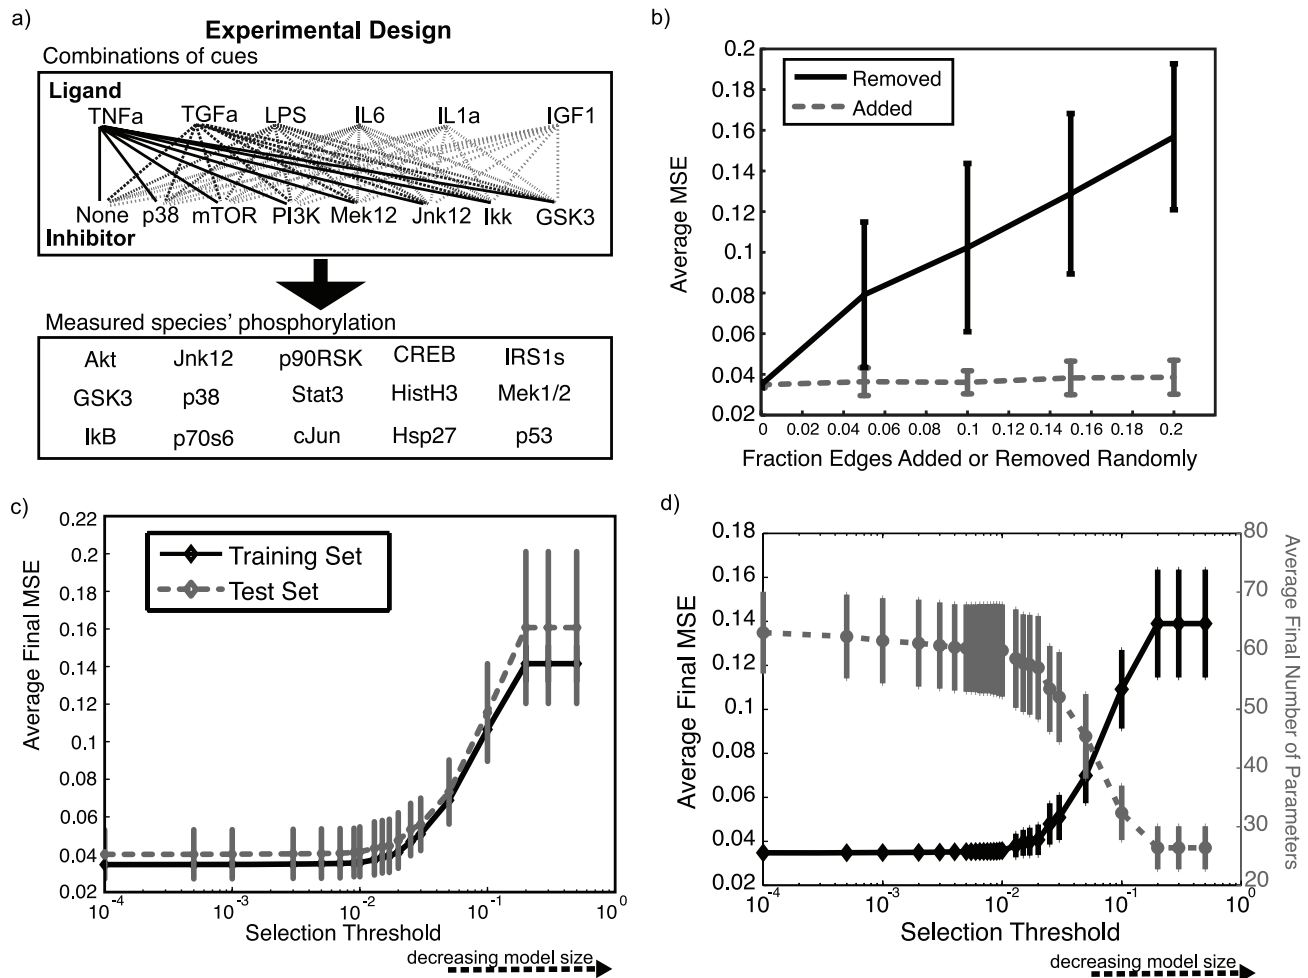 a)
Experimental Design
Combinations of cues
Ligand
TNFa TGFa LPS IL6 IL1a IGF1
None p38 mTOR PI3K Mek12 Jnk12 Ikk GSK3
Inhibitor
Measured species' phosphorylation
Akt Jnk12 p90RSK CREB IRS1s
GSK3 p38 Stat3 HistH3 Mek1/2
IkB p70s6 cJun Hsp27 p53
b)
0.2
0.18
0.16
0.14
0.12
0.1
0.08
0.06
0.04
0.02
Average MSE
Removed
Added
0 0.02 0.04 0.06 0.08 0.1 0.12 0.14 0.16 0.18 0.2
Fraction Edges Added or Removed Randomly
c)
0.22
0.2
0.18
0.16
0.14
0.12
0.1
0.08
0.06
0.04
0.02
Average Final MSE
Training Set
Test Set
10^-4 10^-3 10^-2 10^-1 10^0
Selection Threshold
decreasing model size
d)
0.18
0.16
0.14
0.12
0.1
0.08
0.06
0.04
0.02
Average Final MSE
80
70
60
50
40
30
20
Average Final Number of Parameters
10^-4 10^-3 10^-2 10^-1 10^0
Selection Threshold
decreasing model size